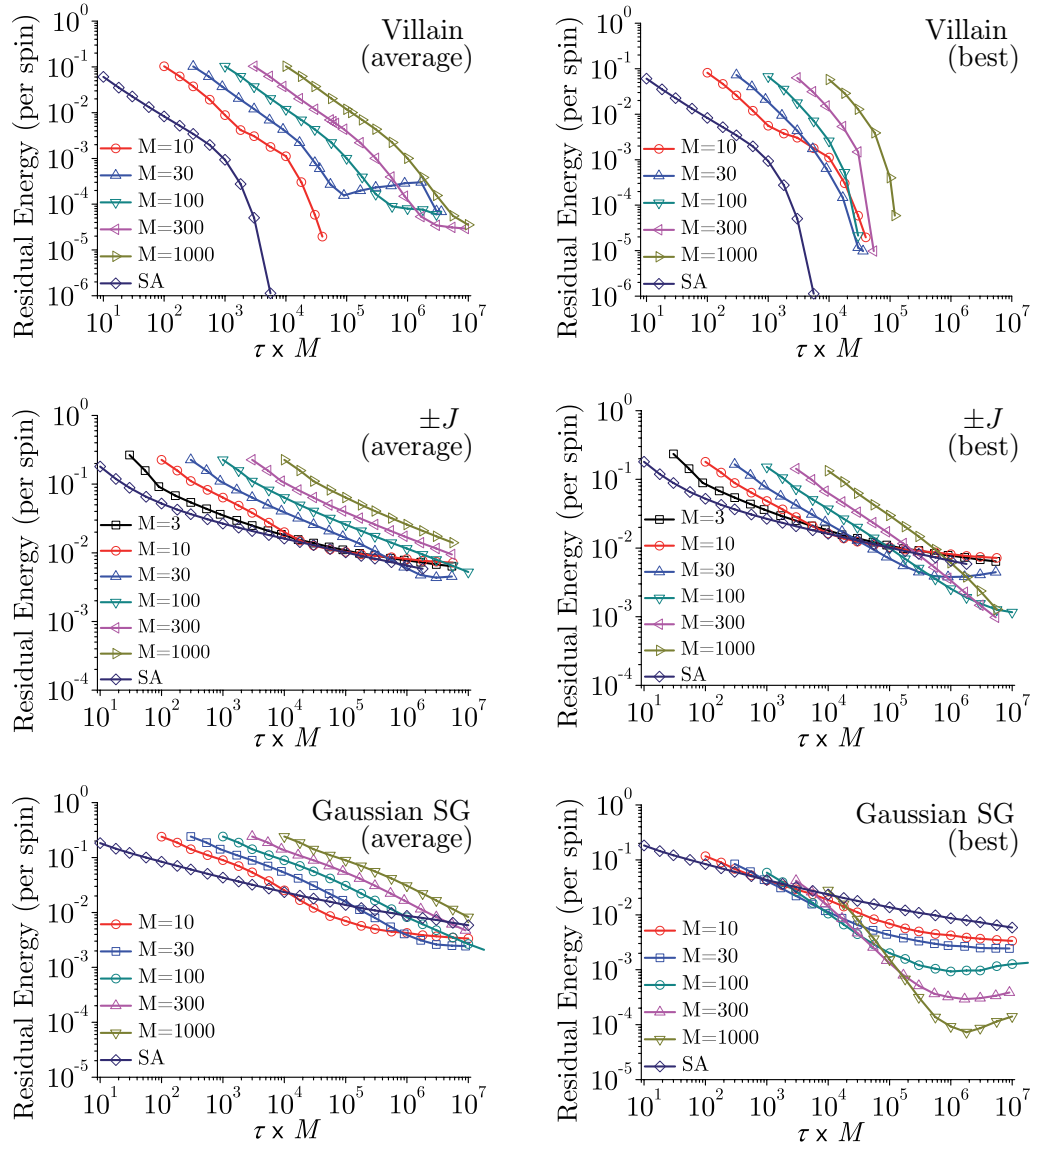 Villain
(average)
Residual Energy (per spin)
10^0
10^-1
10^-2
10^-3
10^-4
10^-5
10^-6
M=10
M=30
M=100
M=300
M=1000
SA
10^1 10^2 10^3 10^4 10^5 10^6 10^7
τ x M
Villain
(best)
Residual Energy (per spin)
10^0
10^-1
10^-2
10^-3
10^-4
10^-5
10^-6
M=10
M=30
M=100
M=300
M=1000
SA
10^1 10^2 10^3 10^4 10^5 10^6 10^7
τ x M
±J
(average)
Residual Energy (per spin)
10^0
10^-1
10^-2
10^-3
10^-4
M=3
M=10
M=30
M=100
M=300
M=1000
SA
10^1 10^2 10^3 10^4 10^5 10^6 10^7
τ x M
±J
(best)
Residual Energy (per spin)
10^0
10^-1
10^-2
10^-3
10^-4
M=3
M=10
M=30
M=100
M=300
M=1000
SA
10^1 10^2 10^3 10^4 10^5 10^6 10^7
τ x M
Gaussian SG
(average)
Residual Energy (per spin)
10^0
10^-1
10^-2
10^-3
10^-4
10^-5
M=10
M=30
M=100
M=300
M=1000
SA
10^1 10^2 10^3 10^4 10^5 10^6 10^7
τ x M
Gaussian SG
(best)
Residual Energy (per spin)
10^0
10^-1
10^-2
10^-3
10^-4
10^-5
M=10
M=30
M=100
M=300
M=1000
SA
10^1 10^2 10^3 10^4 10^5 10^6 10^7
τ x M